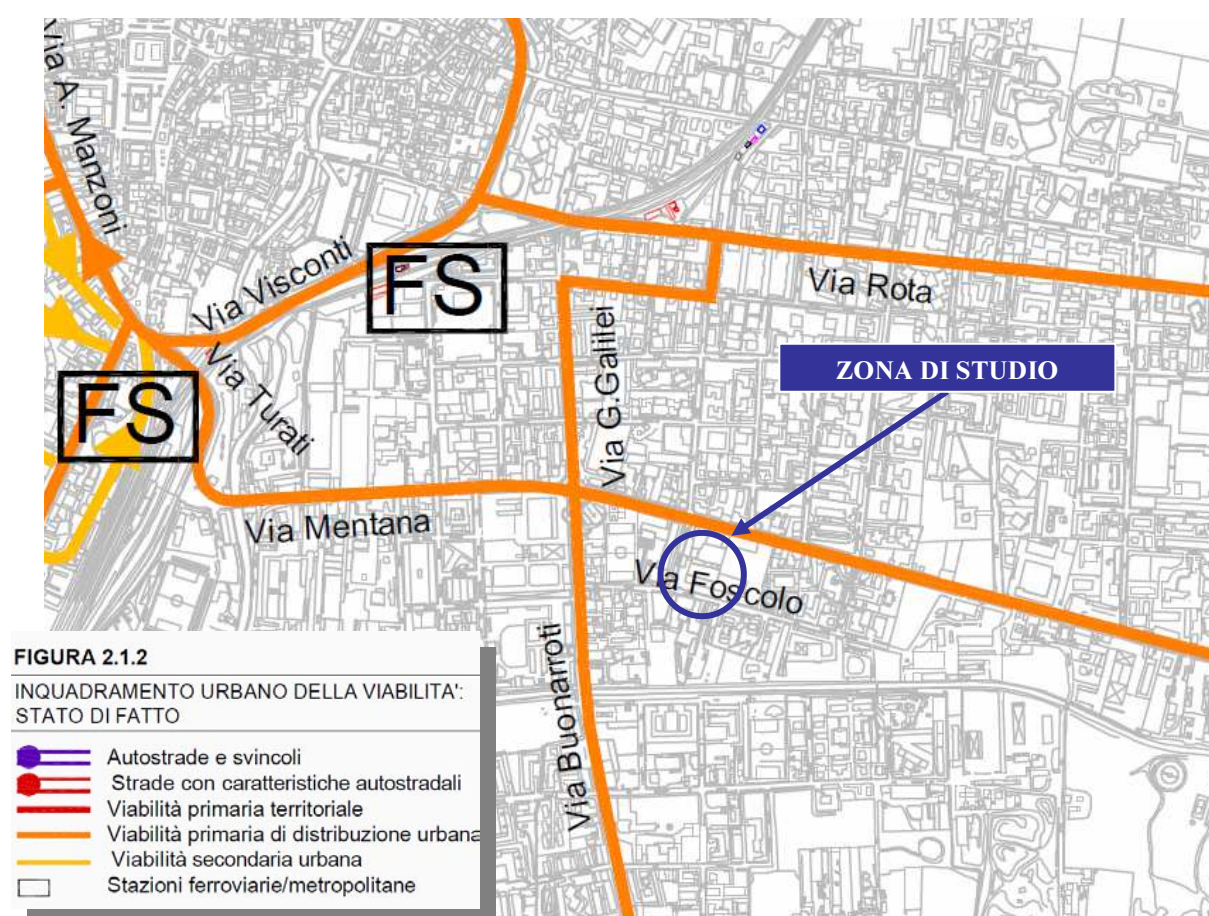 Via A. Manzoni
Via Visconti
FS
Via Rota
Via G.Galilei
ZONA DI STUDIO
FS
Via Turati
Via Mentana
Via Foscolo
Via Buonarroti
FIGURA 2.1.2
INQUADRAMENTO URBANO DELLA VIABILITA':
STATO DI FATTO
Autostrade e svincoli
Strade con caratteristiche autostradali
Viabilità primaria territoriale
Viabilità primaria di distribuzione urbana
Viabilità secondaria urbana
Stazioni ferroviarie/metropolitane